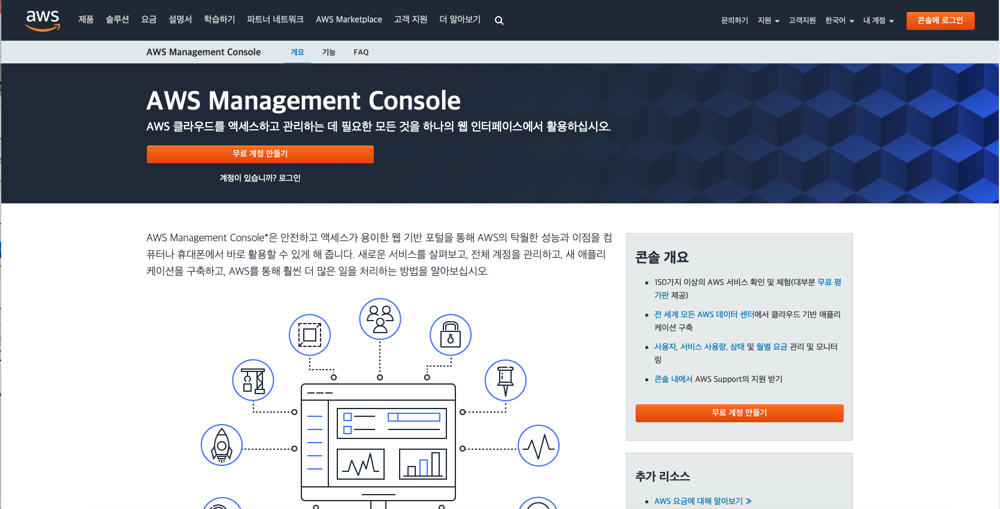 aws
제품 솔루션 요금 설명서 학습하기 파트너 네트워크 AWS Marketplace 고객 지원 더 알아보기
문의하기 지원 고객지원 한국어 내 계정 콘솔에 로그인
AWS Management Console 개요 기능 FAQ
AWS Management Console
AWS 클라우드를 액세스하고 관리하는 데 필요한 모든 것을 하나의 웹 인터페이스에서 활용하십시오.
무료 계정 만들기
계정이 있습니까? 로그인
AWS Management Console*은 안전하고 액세스가 용이한 웹 기반 포털을 통해 AWS의 탁월한 성능과 이점을 컴
퓨터나 휴대폰에서 바로 활용할 수 있게 해 줍니다. 새로운 서비스를 살펴보고, 전체 계정을 관리하고, 새 애플리
케이션을 구축하고, AWS를 통해 훨씬 더 많은 일을 처리하는 방법을 알아보십시오.
콘솔 개요
150가지 이상의 AWS 서비스 확인 및 체험(대부분 무료 평
가판 제공)
전 세계 모든 AWS 데이터 센터에서 클라우드 기반 애플리
케이션 구축
사용자, 서비스 사용량, 상태 및 월별 요금 관리 및 모니터
링
콘솔 내에서 AWS Support의 지원 받기
무료 계정 만들기
추가 리소스
AWS 요금에 대해 알아보기 »